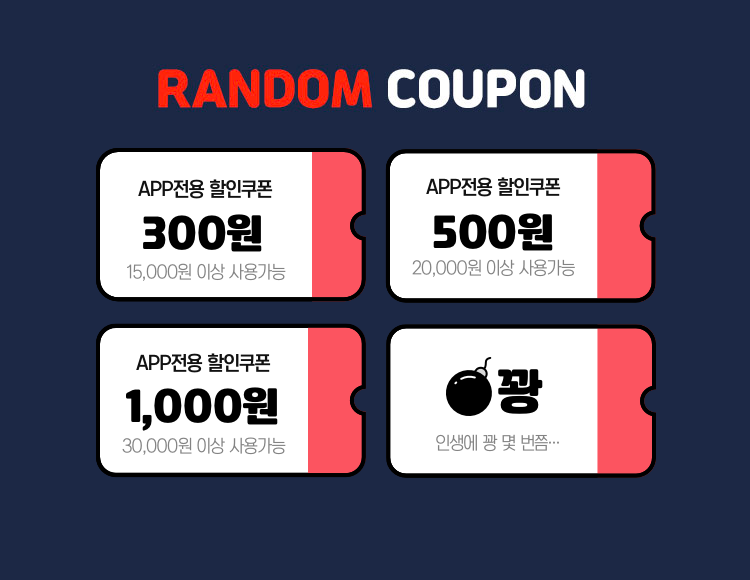 RANDOM COUPON
APP전용 할인쿠폰
300원
15,000원 이상 사용가능
APP전용 할인쿠폰
500원
20,000원 이상 사용가능
APP전용 할인쿠폰
1,000원
30,000원 이상 사용가능
꽝
인생에 꽝 몇 번쯤…